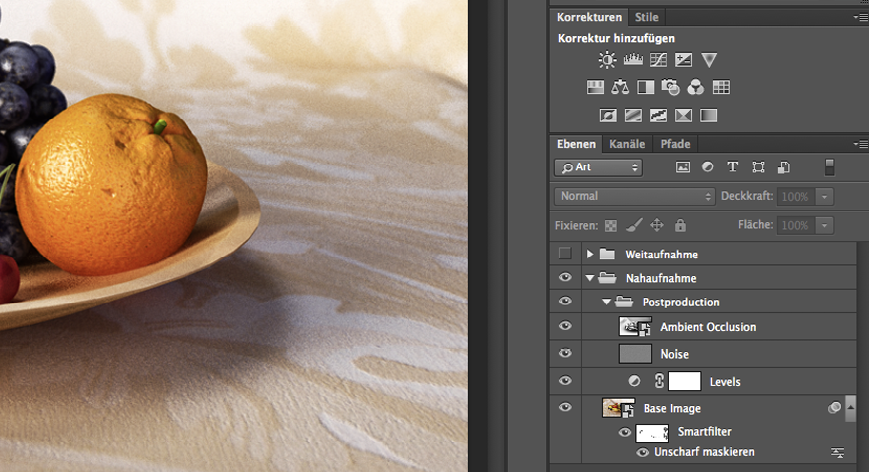 Korrekturen Stile
Korrektur hinzufügen
Ebenen Kanäle Pfade
Art
Normal Deckkraft: 100%
Fixieren: Fläche: 100%
Weitaufnahme
Nahaufnahme
Postproduction
Ambient Occlusion
Noise
Levels
Base Image
Smartfilter
Unscharf maskieren